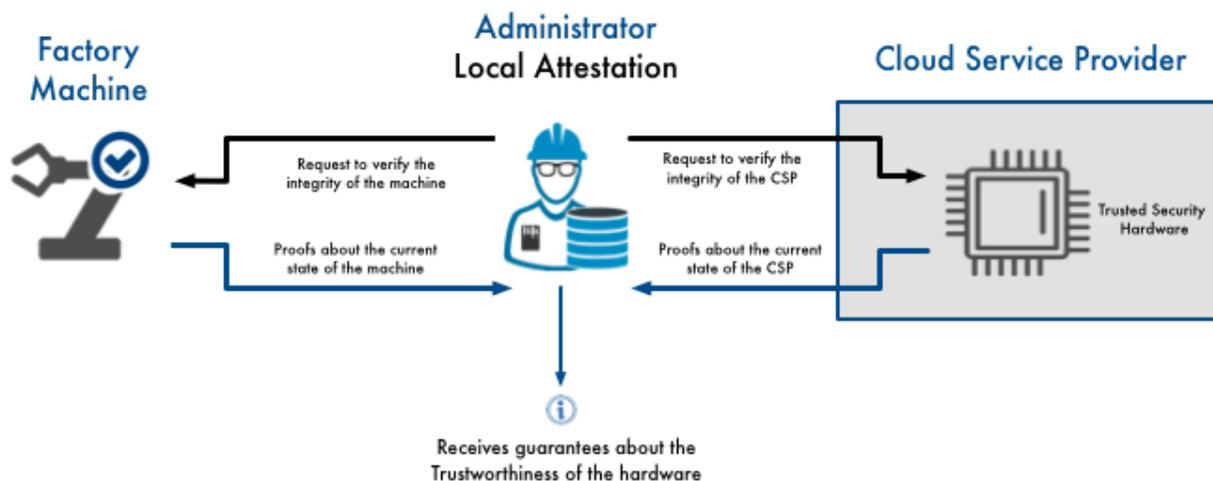 Factory
Machine
Administrator
Local Attestation
Cloud Service Provider
Request to verify the
integrity of the machine
Request to verify the
integrity of the CSP
Trusted Security
Hardware
Proofs about the current
state of the machine
Proofs about the current
state of the CSP
Receives guarantees about the
Trustworthiness of the hardware